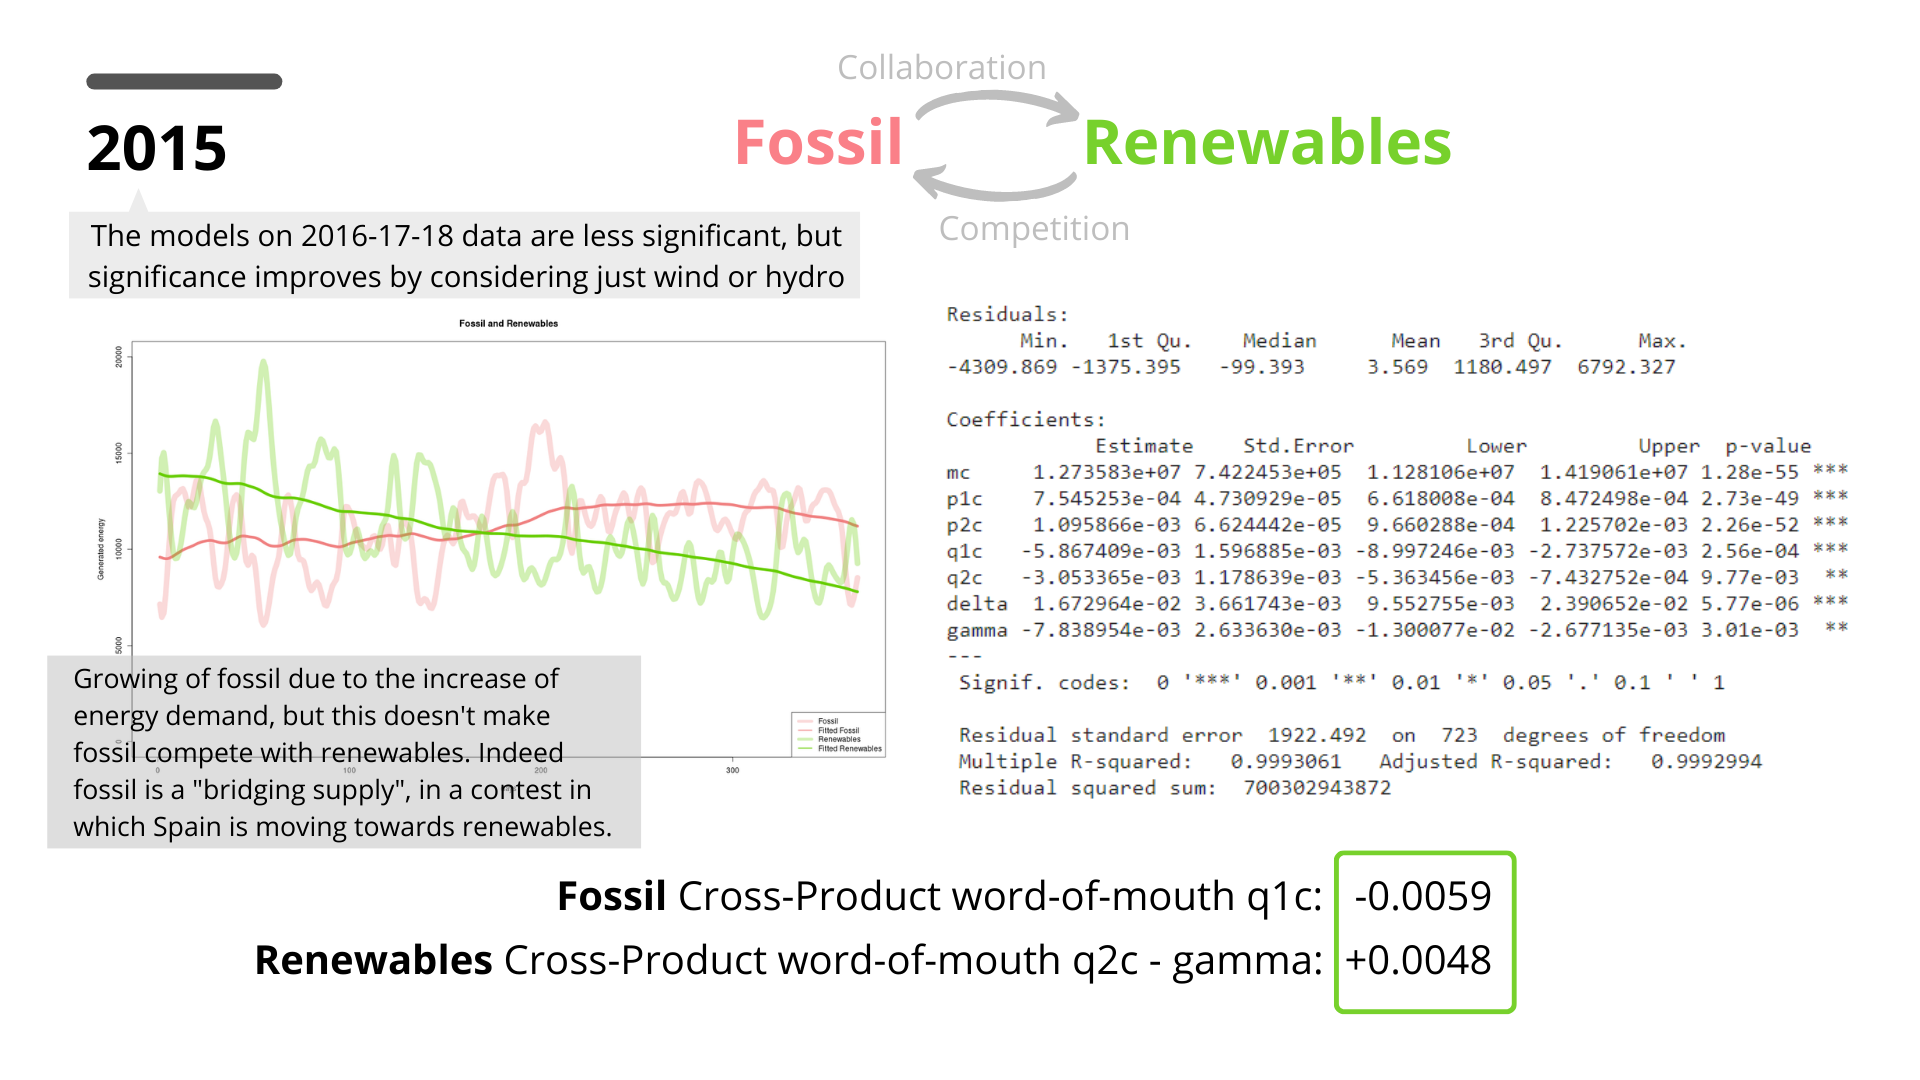 2015
Collaboration
Fossil
Renewables
Competition
The models on 2016-17-18 data are less significant, but
significance improves by considering just wind or hydro
Fossil and Renewables
20000
15000
10000
5000
0
Generated energy
0 100 200 300
Fossil
Fitted Fossil
Renewables
Fitted Renewables
Growing of fossil due to the increase of
energy demand, but this doesn't make
fossil compete with renewables. Indeed
fossil is a "bridging supply", in a contest in
which Spain is moving towards renewables.
Residuals:
Min. 1st Qu. Median Mean 3rd Qu. Max.
-4309.869 -1375.395 -99.393 3.569 1180.497 6792.327
Coefficients:
Estimate Std.Error Lower Upper p-value
mc 1.273583e+07 7.422453e+05 1.128106e+07 1.419061e+07 1.28e-55 ***
p1c 7.545253e-04 4.730929e-05 6.618008e-04 8.472498e-04 2.73e-49 ***
p2c 1.095866e-03 6.624442e-05 9.660288e-04 1.225702e-03 2.26e-52 ***
q1c -5.867409e-03 1.596885e-03 -8.997246e-03 -2.737572e-03 2.56e-04 ***
q2c -3.053365e-03 1.178639e-03 -5.363456e-03 -7.432752e-04 9.77e-03 **
delta 1.672964e-02 3.661743e-03 9.552755e-03 2.390652e-02 5.77e-06 ***
gamma -7.838954e-03 2.633630e-03 -1.300077e-02 -2.677135e-03 3.01e-03 **
---
Signif. codes: 0 '***' 0.001 '**' 0.01 '*' 0.05 '.' 0.1 ' ' 1
Residual standard error 1922.492 on 723 degrees of freedom
Multiple R-squared: 0.9993061 Adjusted R-squared: 0.9992994
Residual squared sum: 700302943872
Fossil Cross-Product word-of-mouth q1c: -0.0059
Renewables Cross-Product word-of-mouth q2c - gamma: +0.0048